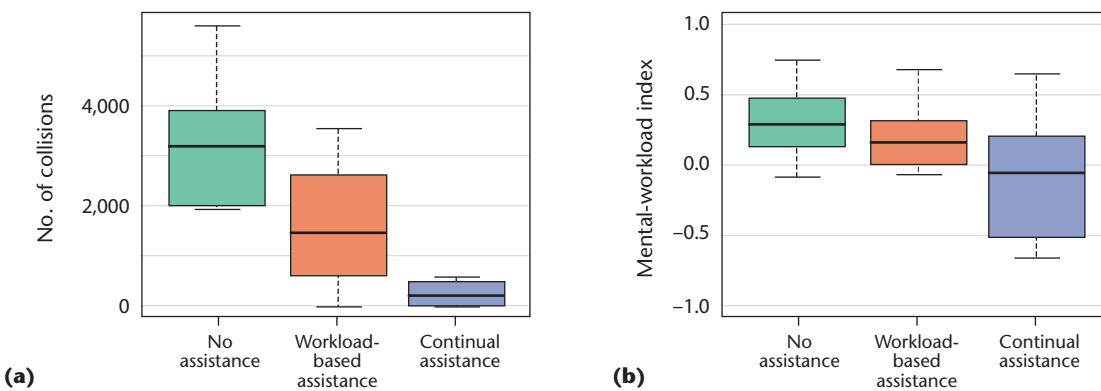 No. of collisions
4,000
2,000
0
No
assistance
Workload-
based
assistance
Continual
assistance
(a)
Mental-workload index
1.0
0.5
0.0
−0.5
−1.0
No
assistance
Workload-
based
assistance
Continual
assistance
(b)